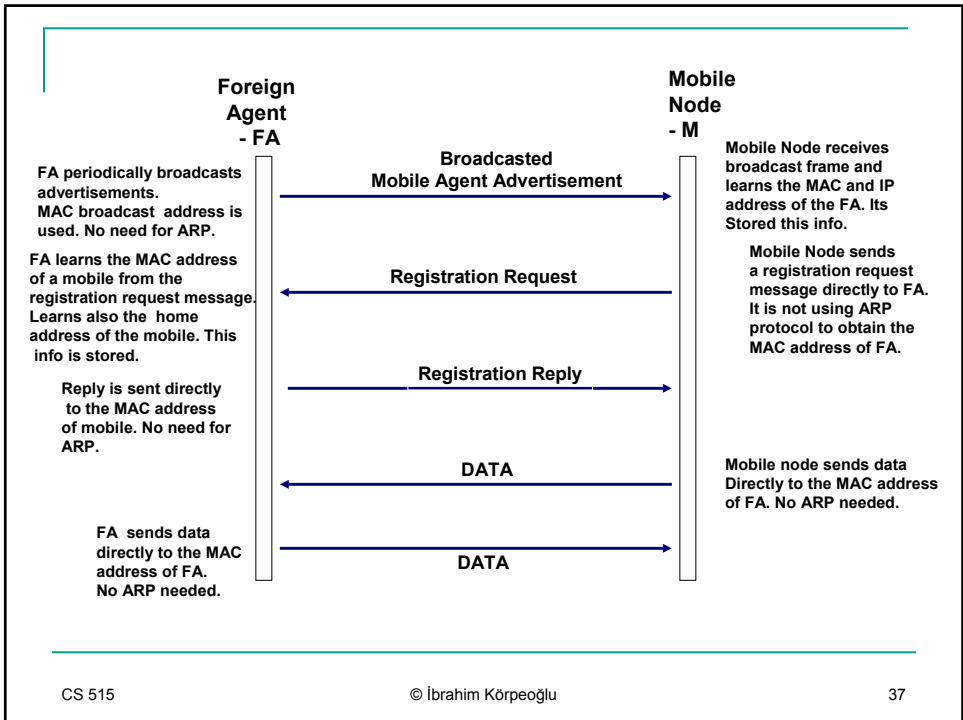 Foreign
Agent
- FA
Mobile
Node
- M
FA periodically broadcasts
advertisements.
MAC broadcast address is
used. No need for ARP.
Broadcasted
Mobile Agent Advertisement
Mobile Node receives
broadcast frame and
learns the MAC and IP
address of the FA. Its
Stored this info.
FA learns the MAC address
of a mobile from the
registration request message.
Learns also the home
address of the mobile. This
info is stored.
Registration Request
Mobile Node sends
a registration request
message directly to FA.
It is not using ARP
protocol to obtain the
MAC address of FA.
Reply is sent directly
to the MAC address
of mobile. No need for
ARP.
Registration Reply
DATA
Mobile node sends data
Directly to the MAC address
of FA. No ARP needed.
FA sends data
directly to the MAC
address of FA.
No ARP needed.
DATA
CS 515
© İbrahim Körpeoğlu
37